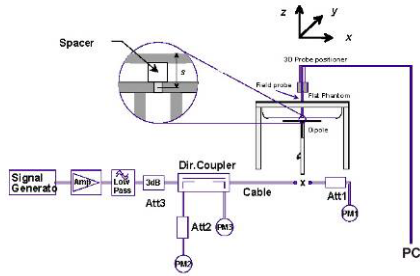 z
y
x
Spacer
s
3D Probe positioner
Field probe
Flat Phantom
Dipole
Dir.Coupler
Signal
Generato
Amp
Low
Pass
3dB
Att3
Cable
x
Att1
PM1
Att2
PM3
PM2
PC